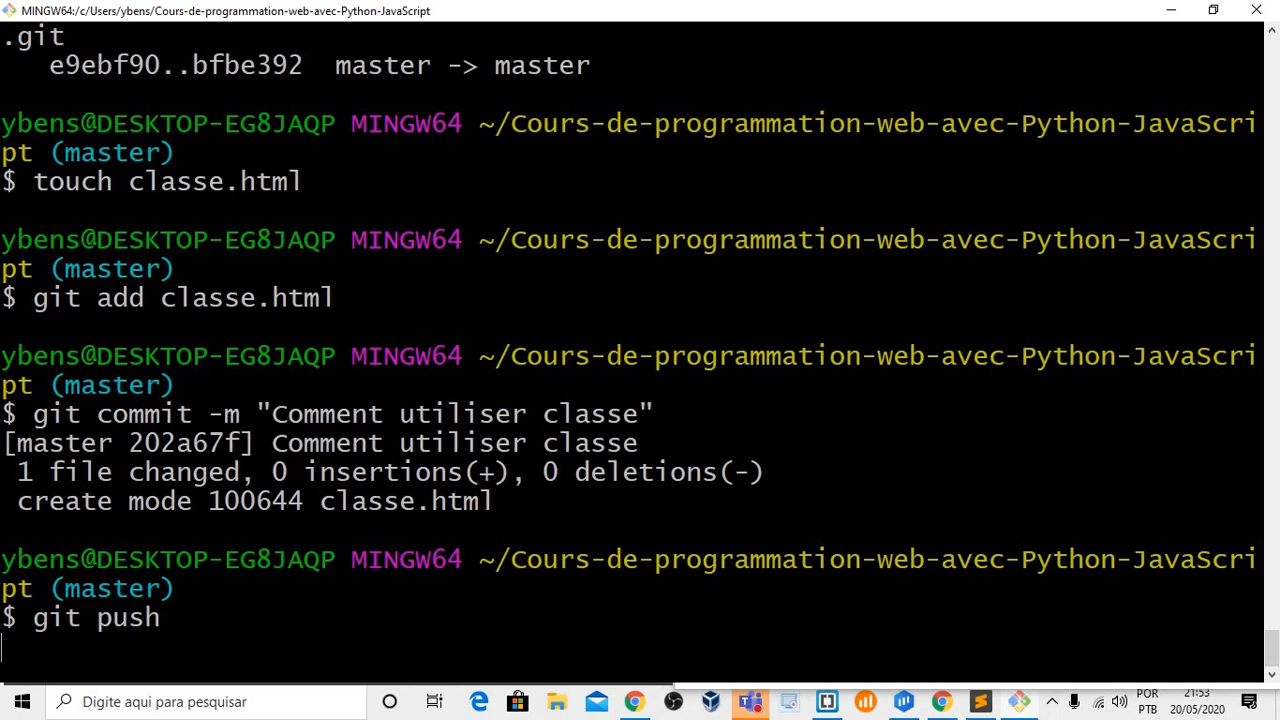 MINGW64:/c/Users/ybens/Cours-de-programmation-web-avec-Python-JavaScript
.git
e9ebf90..bfbe392 master -> master
ybens@DESKTOP-EG8JAQP MINGW64 ~/Cours-de-programmation-web-avec-Python-JavaScri
pt (master)
$ touch classe.html
ybens@DESKTOP-EG8JAQP MINGW64 ~/Cours-de-programmation-web-avec-Python-JavaScri
pt (master)
$ git add classe.html
ybens@DESKTOP-EG8JAQP MINGW64 ~/Cours-de-programmation-web-avec-Python-JavaScri
pt (master)
$ git commit -m "Comment utiliser classe"
[master 202a67f] Comment utiliser classe
1 file changed, 0 insertions(+), 0 deletions(-)
create mode 100644 classe.html
ybens@DESKTOP-EG8JAQP MINGW64 ~/Cours-de-programmation-web-avec-Python-JavaScri
pt (master)
$ git push
Digite aqui para pesquisar
POR
PTB
21:53
20/05/2020